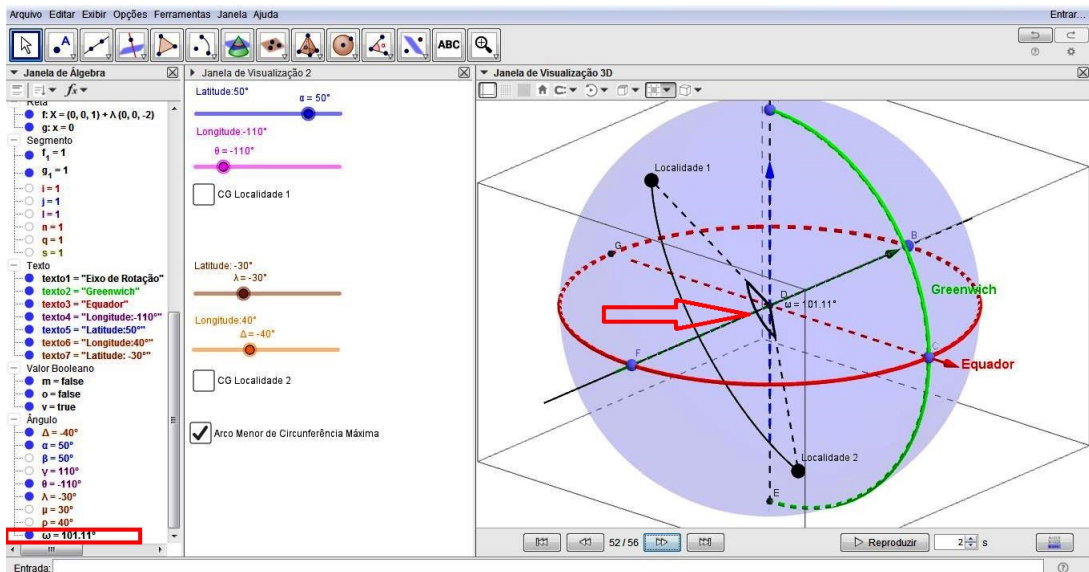 Arquivo Editar Exibir Opções Ferramentas Janela Ajuda
Entrar...
A
ABC
Janela de Álgebra
fx
Reta
f: X = (0, 0, 1) + λ (0, 0, -2)
g: x = 0
Segmento
f1 = 1
g1 = 1
i = 1
j = 1
l = 1
n = 1
q = 1
s = 1
Texto
texto1 = "Eixo de Rotação"
texto2 = "Greenwich"
texto3 = "Equador"
texto4 = "Longitude:-110°"
texto5 = "Latitude:50°"
texto6 = "Longitude:40°"
texto7 = "Latitude: -30°"
Valor Booleano
m = false
o = false
v = true
Ângulo
Δ = -40°
α = 50°
β = 50°
γ = 110°
θ = -110°
λ = -30°
μ = 30°
ρ = 40°
ω = 101.11°
Janela de Visualização 2
Latitude:50°
α = 50°
Longitude:-110°
θ = -110°
CG Localidade 1
Latitude: -30°
λ = -30°
Longitude:40°
Δ = -40°
CG Localidade 2
Arco Menor de Circunferência Máxima
Janela de Visualização 3D
Localidade 1
G
B
Greenwich
D
ω = 101.11°
F
C
Equador
Localidade 2
E
52 / 56
Reproduzir
2 s
Entrada: